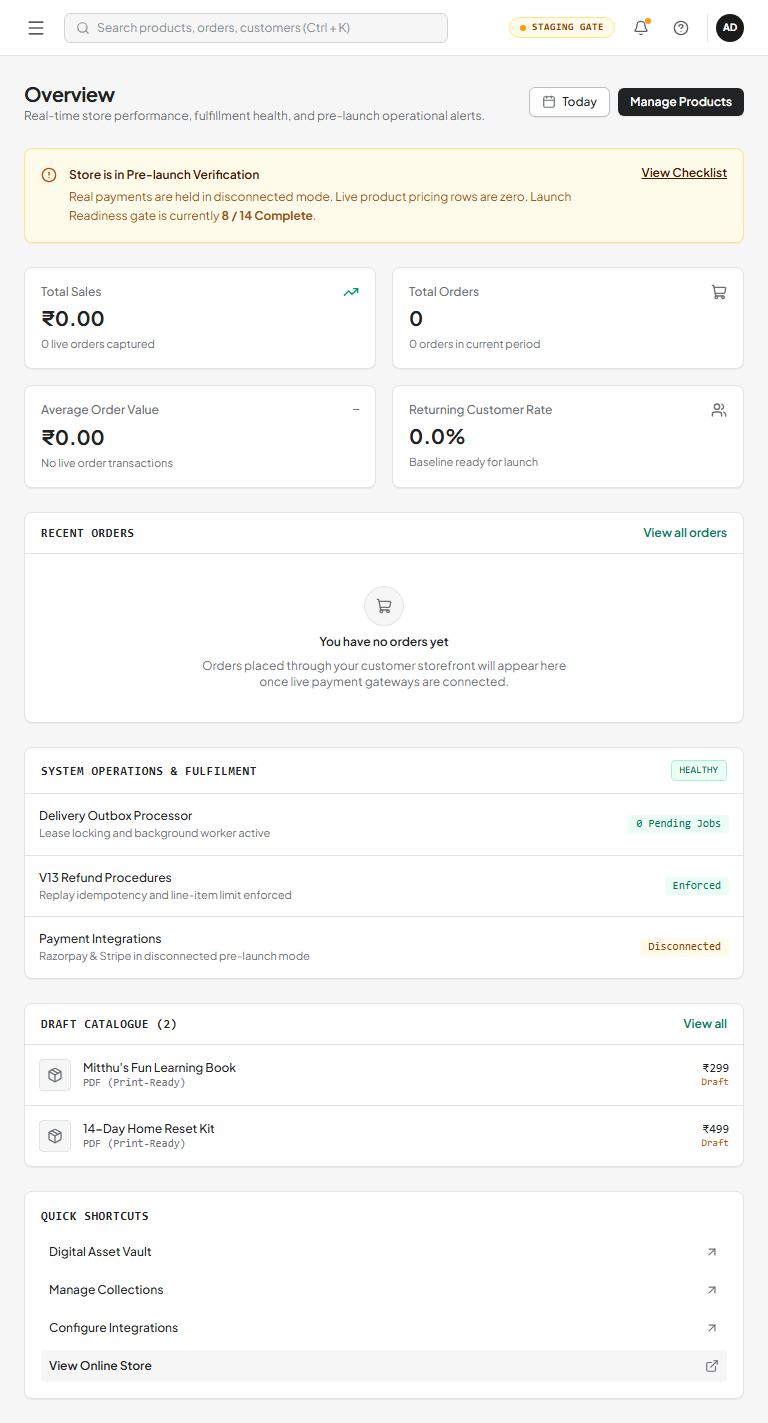 Search products, orders, customers (Ctrl + K)
STAGING GATE
AD
Overview
Real-time store performance, fulfillment health, and pre-launch operational alerts.
Today
Manage Products
Store is in Pre-launch Verification
View Checklist
Real payments are held in disconnected mode. Live product pricing rows are zero. Launch
Readiness gate is currently 8 / 14 Complete.
Total Sales
₹0.00
0 live orders captured
Total Orders
0
0 orders in current period
Average Order Value
–
₹0.00
No live order transactions
Returning Customer Rate
0.0%
Baseline ready for launch
RECENT ORDERS
View all orders
You have no orders yet
Orders placed through your customer storefront will appear here
once live payment gateways are connected.
SYSTEM OPERATIONS & FULFILMENT
HEALTHY
Delivery Outbox Processor
Lease locking and background worker active
0 Pending Jobs
V13 Refund Procedures
Replay idempotency and line-item limit enforced
Enforced
Payment Integrations
Razorpay & Stripe in disconnected pre-launch mode
Disconnected
DRAFT CATALOGUE (2)
View all
Mitthu's Fun Learning Book
PDF (Print-Ready)
₹299
Draft
14-Day Home Reset Kit
PDF (Print-Ready)
₹499
Draft
QUICK SHORTCUTS
Digital Asset Vault
Manage Collections
Configure Integrations
View Online Store